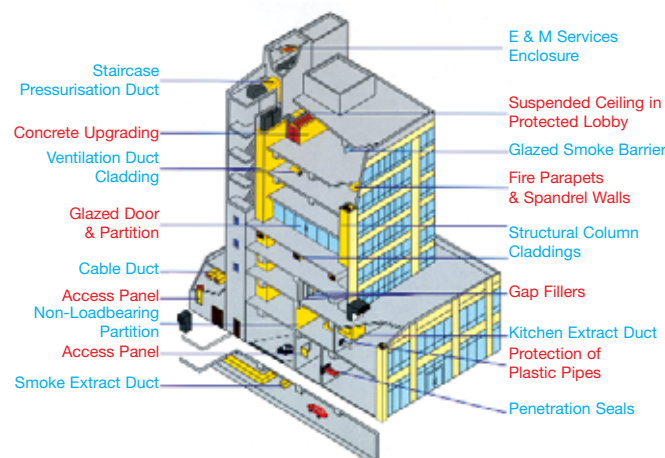 E & M Services
Enclosure
Staircase
Pressurisation Duct
Suspended Ceiling in
Protected Lobby
Concrete Upgrading
Glazed Smoke Barrier
Ventilation Duct
Cladding
Fire Parapets
& Spandrel Walls
Glazed Door
& Partition
Structural Column
Claddings
Cable Duct
Access Panel
Gap Fillers
Non-Loadbearing
Partition
Kitchen Extract Duct
Access Panel
Protection of
Plastic Pipes
Smoke Extract Duct
Penetration Seals